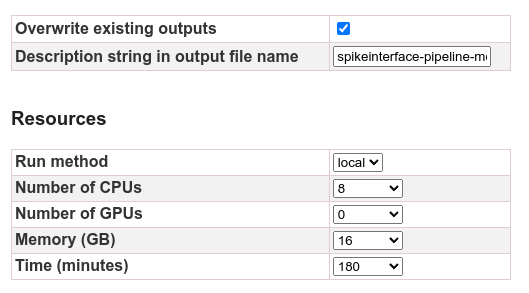 Overwrite existing outputs
Description string in output file name spikeinterface-pipeline-m
Resources
Run method local
Number of CPUs 8
Number of GPUs 0
Memory (GB) 16
Time (minutes) 180